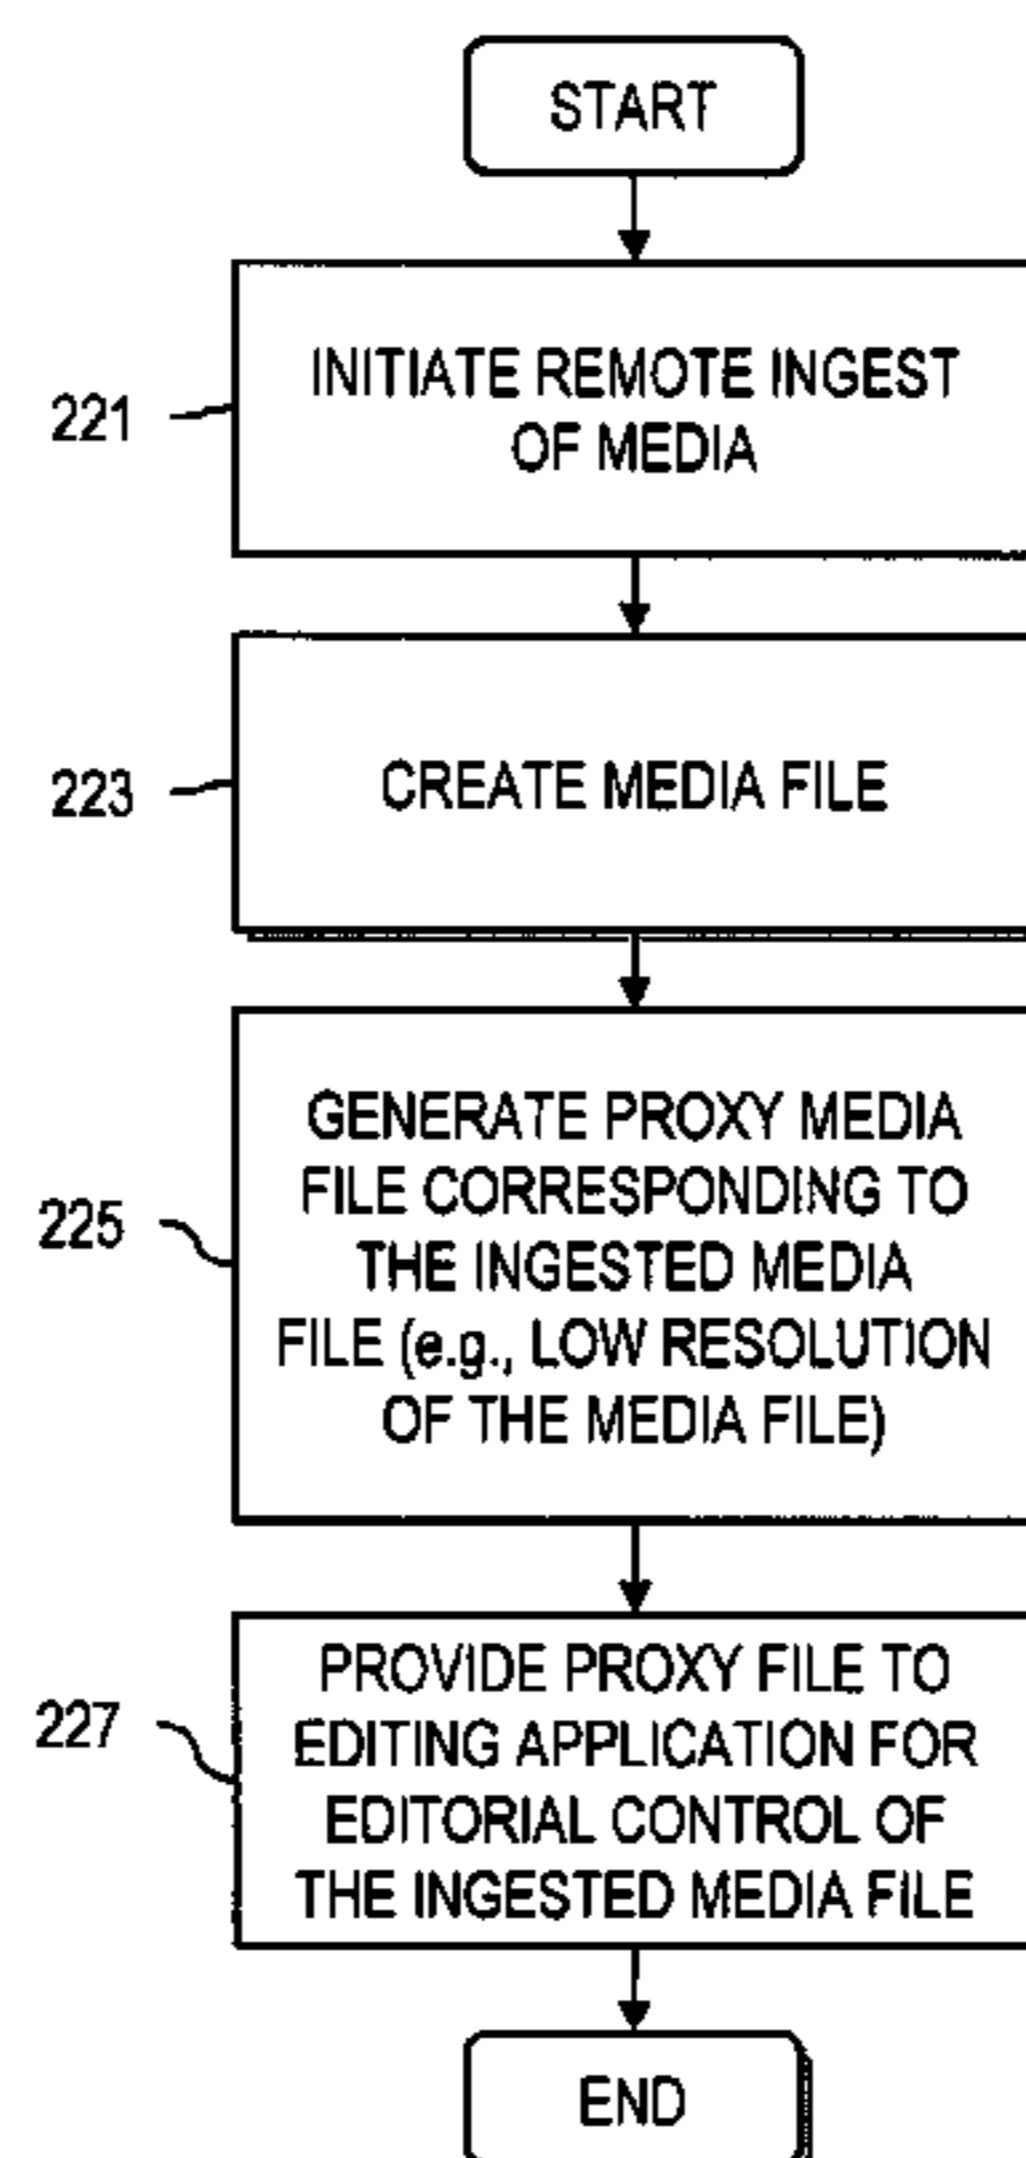 START
INITIATE REMOTE INGEST
OF MEDIA
221
CREATE MEDIA FILE
223
GENERATE PROXY MEDIA
FILE CORRESPONDING TO
THE INGESTED MEDIA
FILE (e.g., LOW RESOLUTION
OF THE MEDIA FILE)
225
PROVIDE PROXY FILE TO
EDITING APPLICATION FOR
EDITORIAL CONTROL OF
THE INGESTED MEDIA FILE
227
END